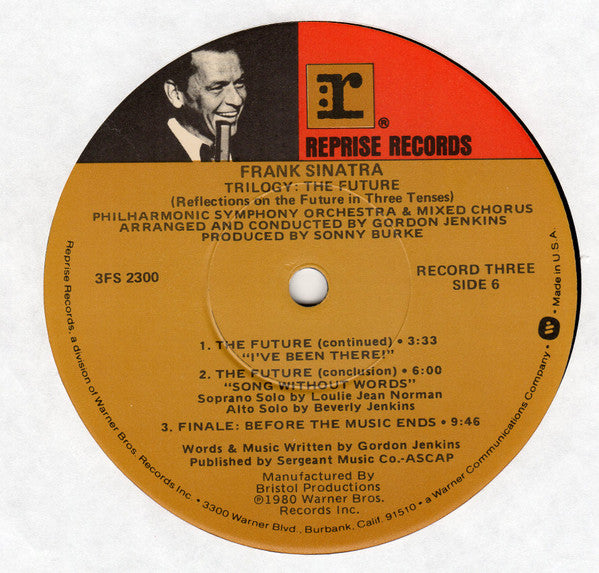 r ®
REPRISE RECORDS
FRANK SINATRA
TRILOGY: THE FUTURE
(Reflections on the Future in Three Tenses)
PHILHARMONIC SYMPHONY ORCHESTRA & MIXED CHORUS
ARRANGED AND CONDUCTED BY GORDON JENKINS
PRODUCED BY SONNY BURKE
3FS 2300
RECORD THREE
SIDE 6
1. THE FUTURE (continued) • 3:33
"I'VE BEEN THERE!"
2. THE FUTURE (conclusion) • 6:00
"SONG WITHOUT WORDS"
Soprano Solo by Loulie Jean Norman
Alto Solo by Beverly Jenkins
3. FINALE: BEFORE THE MUSIC ENDS • 9:46
Words & Music Written by Gordon Jenkins
Published by Sergeant Music Co.-ASCAP
Manufactured By
Bristol Productions
℗1980 Warner Bros.
Records Inc.
Reprise Records, a division of Warner Bros. Records Inc. • 3300 Warner Blvd., Burbank, Calif. 91510 • a Warner Communications Company. • Made in U.S.A.